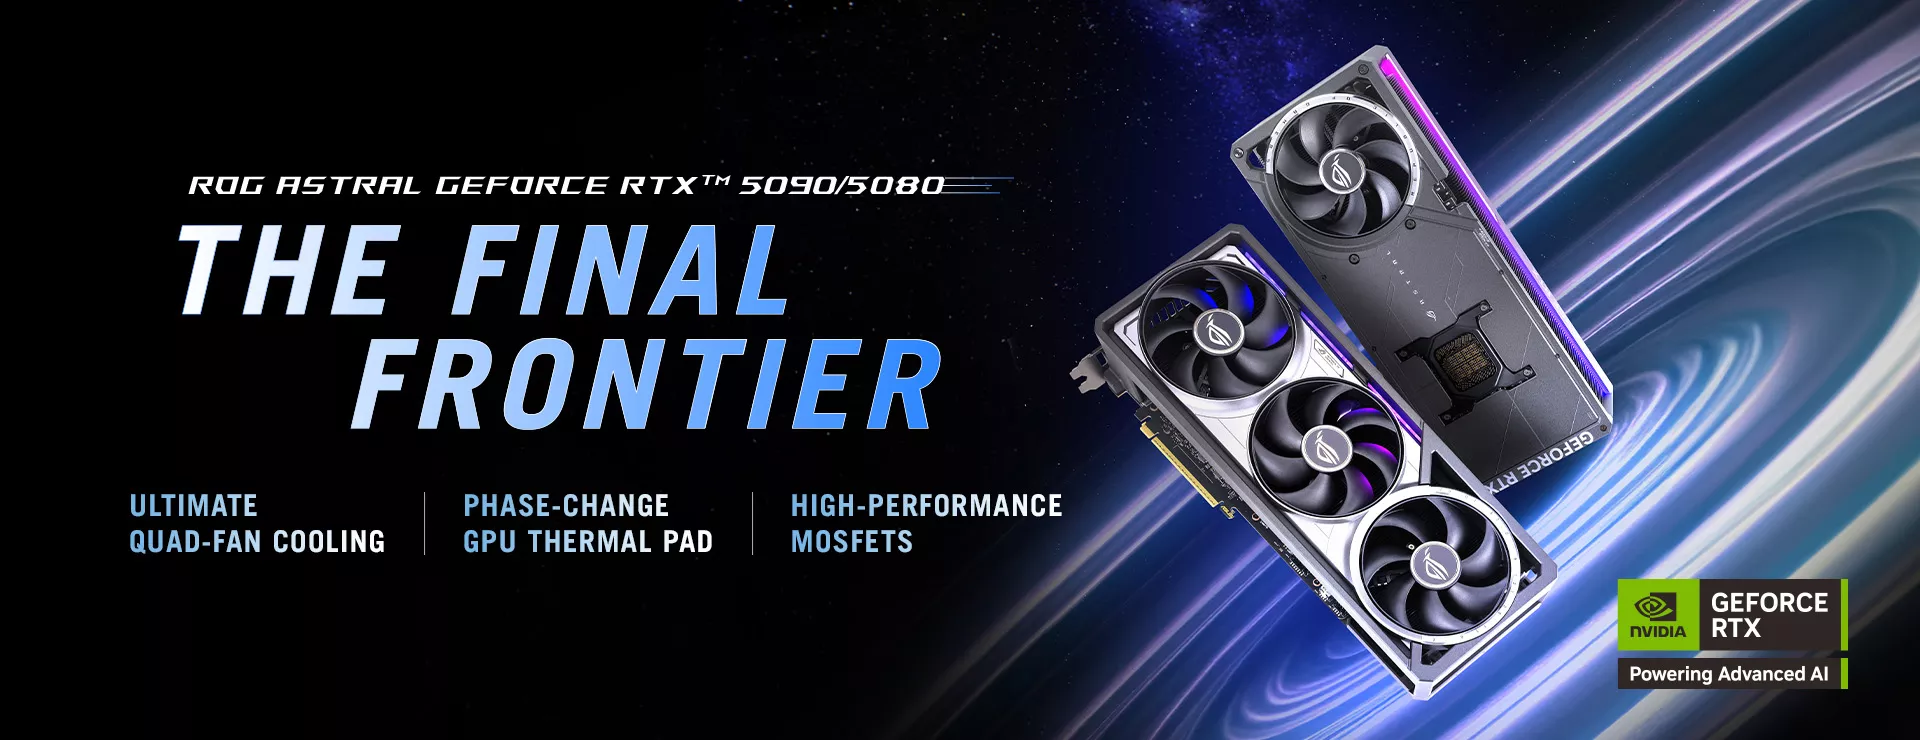 ROG ASTRAL GEFORCE RTX™ 5090/5080
THE FINAL
FRONTIER
ULTIMATE
QUAD-FAN COOLING
PHASE-CHANGE
GPU THERMAL PAD
HIGH-PERFORMANCE
MOSFETS
ASTRAL
GEFORCE RTX
NVIDIA
GEFORCE
RTX
Powering Advanced AI